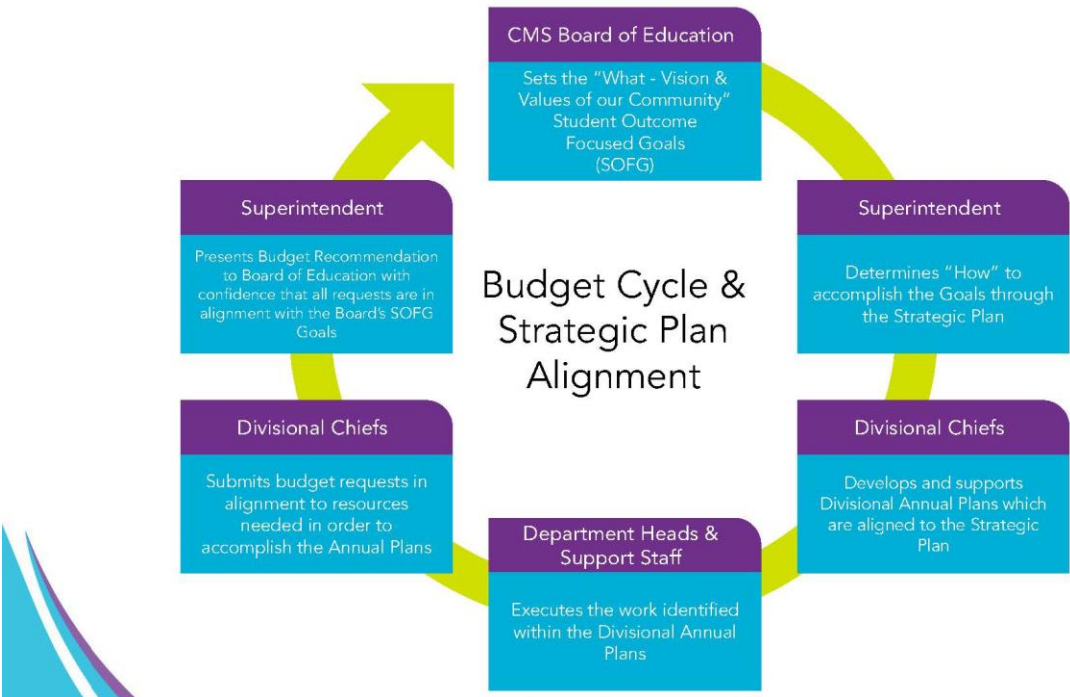 CMS Board of Education
Sets the “What - Vision &
Values of our Community“
Student Outcome
Focused Goals
(SOFG)
Superintendent
Determines “How” to
accomplish the Goals through
the Strategic Plan
Divisional Chiefs
Develops and supports
Divisional Annual Plans which
are aligned to the Strategic
Plan
Department Heads &
Support Staff
Executes the work identified
within the Divisional Annual
Plans
Divisional Chiefs
Submits budget requests in
alignment to resources
needed in order to
accomplish the Annual Plans
Superintendent
Presents Budget Recommendation
to Board of Education with
confidence that all requests are in
alignment with the Board’s SOFG
Goals
Budget Cycle &
Strategic Plan
Alignment